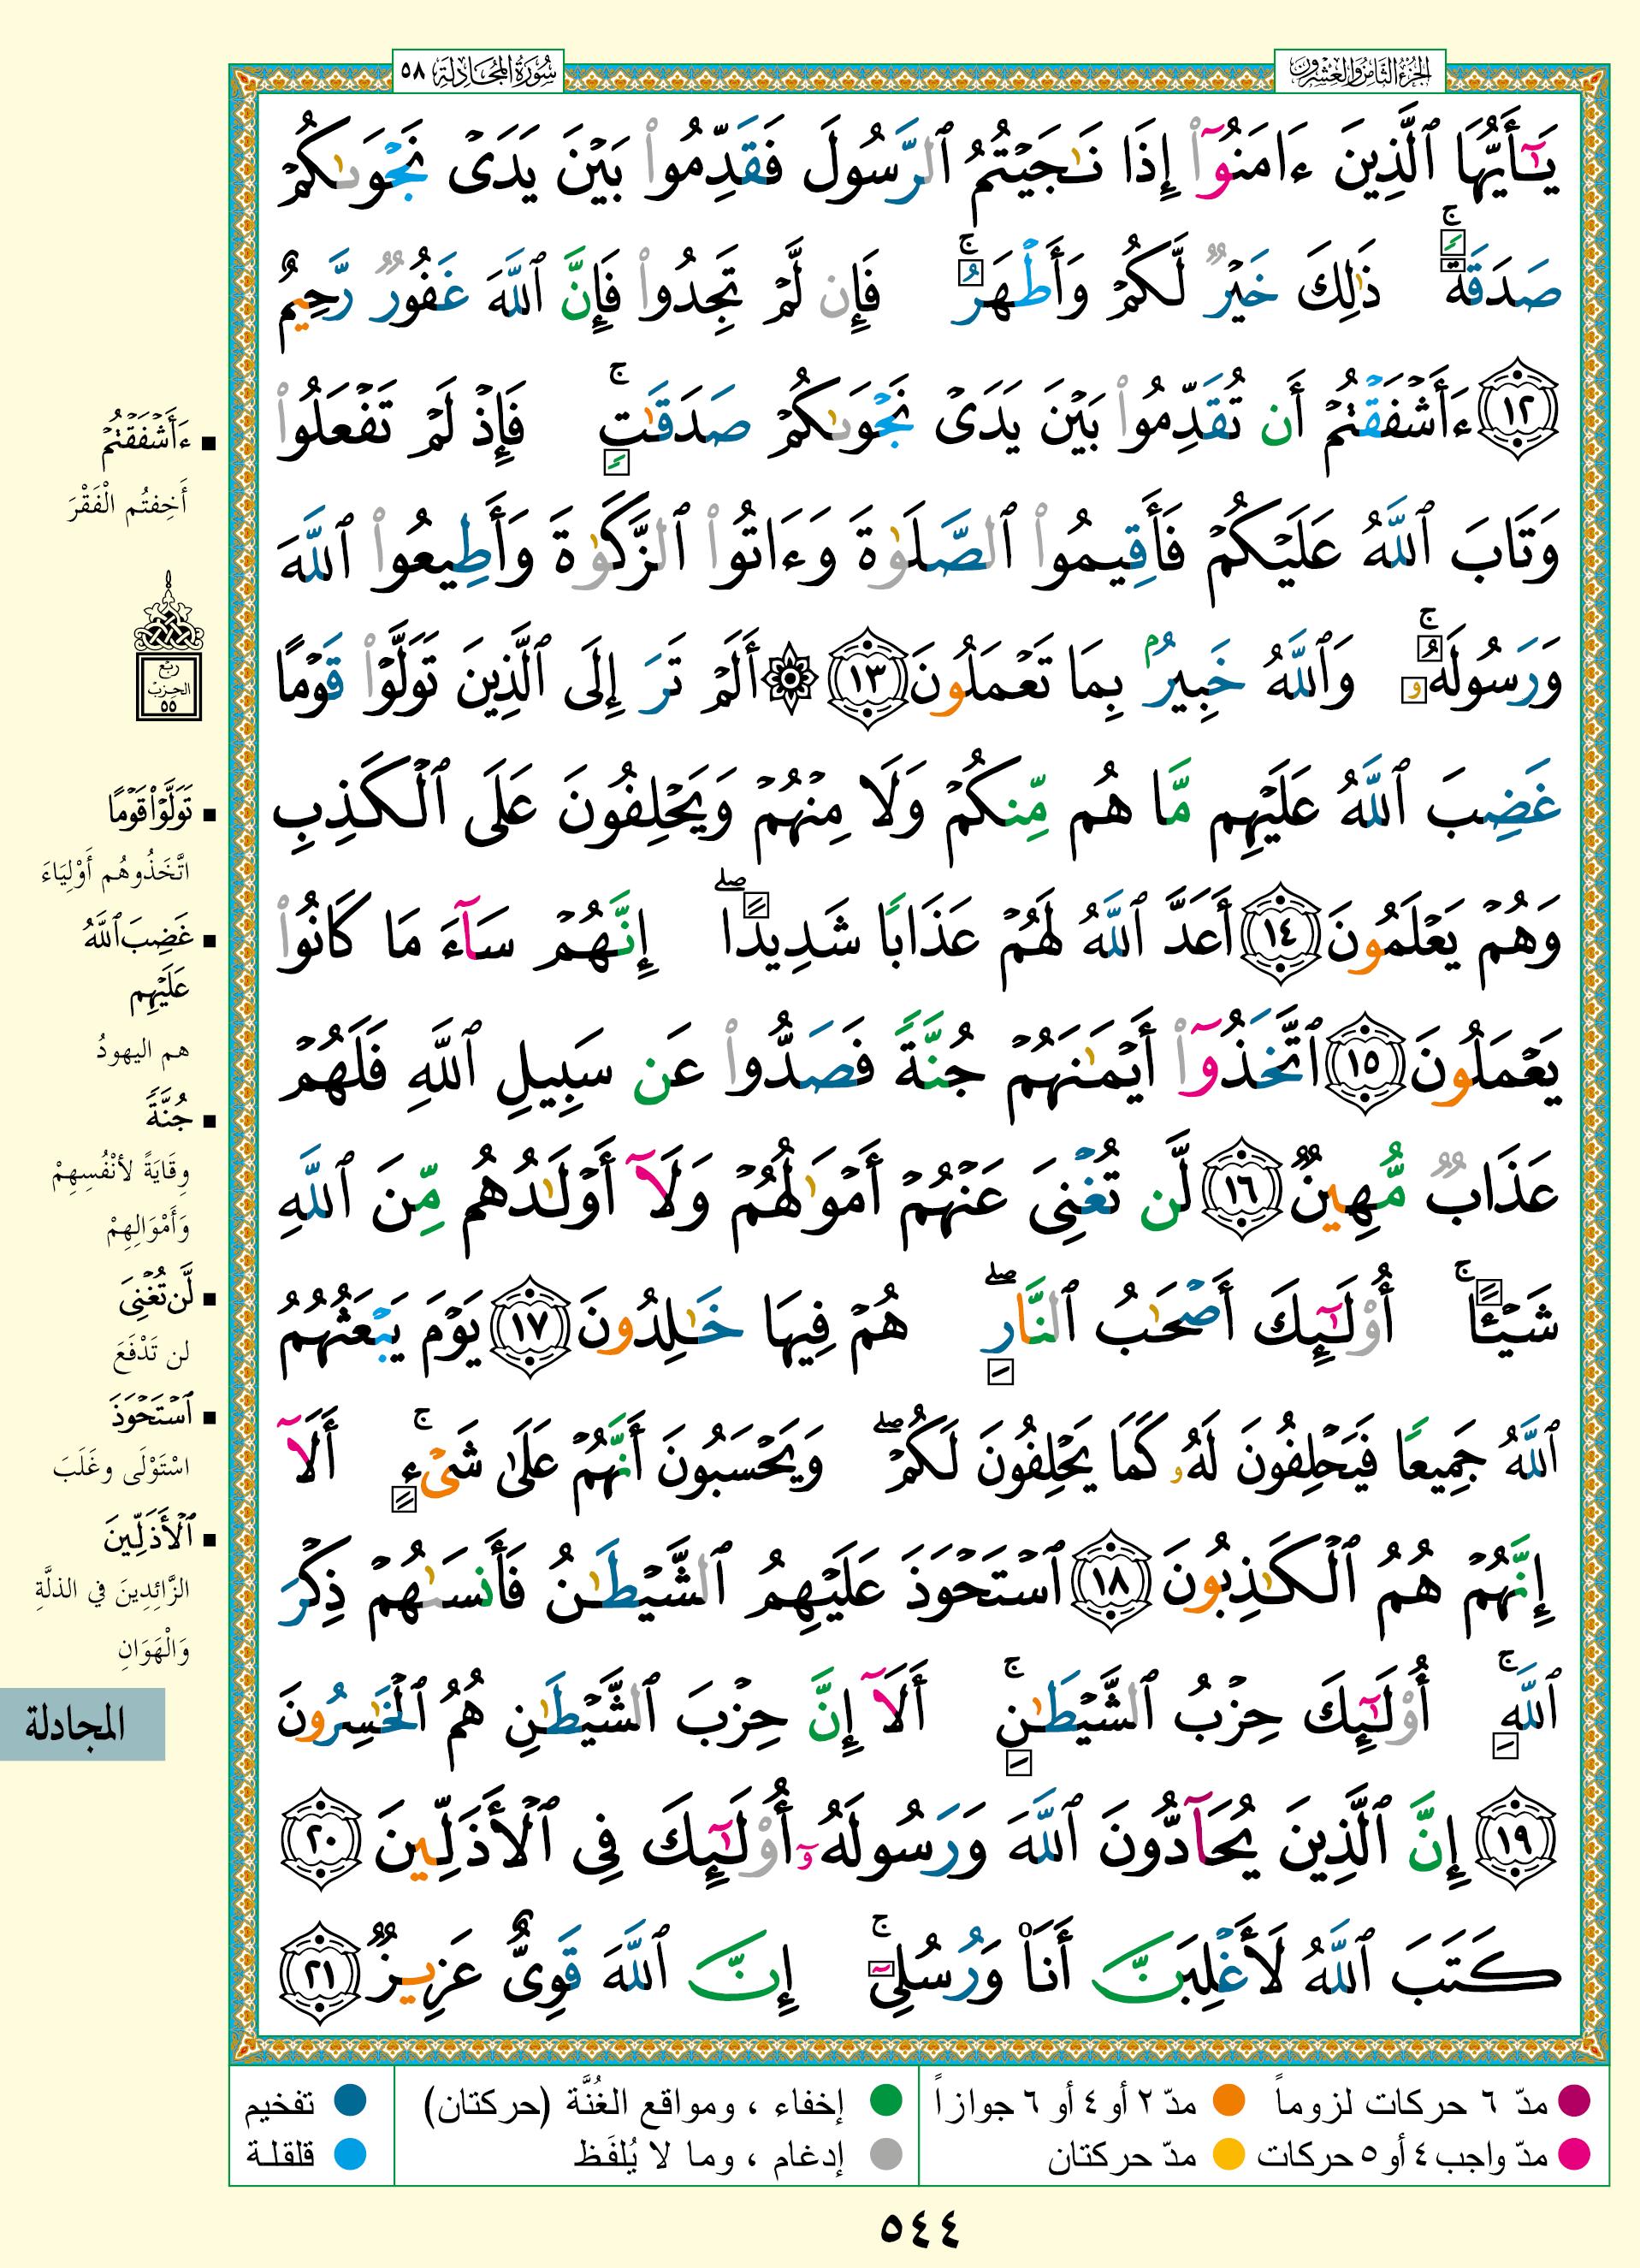 الجزء الثامن والعشرون
سورة المجادلة ٥٨
يَٰٓأَيُّهَا ٱلَّذِينَ ءَامَنُوٓا۟ إِذَا نَٰجَيْتُمُ ٱلرَّسُولَ فَقَدِّمُوا۟ بَيْنَ يَدَىْ نَجْوَىٰكُمْ
صَدَقَةً ۚ ذَٰلِكَ خَيْرٌ لَّكُمْ وَأَطْهَرُ ۚ فَإِن لَّمْ تَجِدُوا۟ فَإِنَّ ٱللَّهَ غَفُورٌ رَّحِيمٌ
١٢ ءَأَشْفَقْتُمْ أَن تُقَدِّمُوا۟ بَيْنَ يَدَىْ نَجْوَىٰكُمْ صَدَقَٰتٍ ۚ فَإِذْ لَمْ تَفْعَلُوا۟
وَتَابَ ٱللَّهُ عَلَيْكُمْ فَأَقِيمُوا۟ ٱلصَّلَوٰةَ وَءَاتُوا۟ ٱلزَّكَوٰةَ وَأَطِيعُوا۟ ٱللَّهَ
وَرَسُولَهُۥ ۚ وَٱللَّهُ خَبِيرٌۢ بِمَا تَعْمَلُونَ ١٣ ۞ أَلَمْ تَرَ إِلَى ٱلَّذِينَ تَوَلَّوْا۟ قَوْمًا
غَضِبَ ٱللَّهُ عَلَيْهِم مَّا هُم مِّنكُمْ وَلَا مِنْهُمْ وَيَحْلِفُونَ عَلَى ٱلْكَذِبِ
وَهُمْ يَعْلَمُونَ ١٤ أَعَدَّ ٱللَّهُ لَهُمْ عَذَابًا شَدِيدًا ۖ إِنَّهُمْ سَآءَ مَا كَانُوا۟
يَعْمَلُونَ ١٥ ٱتَّخَذُوٓا۟ أَيْمَٰنَهُمْ جُنَّةً فَصَدُّوا۟ عَن سَبِيلِ ٱللَّهِ فَلَهُمْ
عَذَابٌ مُّهِينٌ ١٦ لَّن تُغْنِىَ عَنْهُمْ أَمْوَٰلُهُمْ وَلَآ أَوْلَٰدُهُم مِّنَ ٱللَّهِ
شَيْـًٔا ۚ أُو۟لَٰٓئِكَ أَصْحَٰبُ ٱلنَّارِ ۖ هُمْ فِيهَا خَٰلِدُونَ ١٧ يَوْمَ يَبْعَثُهُمُ
ٱللَّهُ جَمِيعًا فَيَحْلِفُونَ لَهُۥ كَمَا يَحْلِفُونَ لَكُمْ ۖ وَيَحْسَبُونَ أَنَّهُمْ عَلَىٰ شَىْءٍ ۚ أَلَآ
إِنَّهُمْ هُمُ ٱلْكَٰذِبُونَ ١٨ ٱسْتَحْوَذَ عَلَيْهِمُ ٱلشَّيْطَٰنُ فَأَنسَىٰهُمْ ذِكْرَ
ٱللَّهِ ۚ أُو۟لَٰٓئِكَ حِزْبُ ٱلشَّيْطَٰنِ ۚ أَلَآ إِنَّ حِزْبَ ٱلشَّيْطَٰنِ هُمُ ٱلْخَٰسِرُونَ
١٩ إِنَّ ٱلَّذِينَ يُحَآدُّونَ ٱللَّهَ وَرَسُولَهُۥٓ أُو۟لَٰٓئِكَ فِى ٱلْأَذَلِّينَ ٢٠
كَتَبَ ٱللَّهُ لَأَغْلِبَنَّ أَنَا۠ وَرُسُلِىٓ ۚ إِنَّ ٱللَّهَ قَوِىٌّ عَزِيزٌ ٢١
ءَأَشْفَقْتُمْ
أَخِفتُم الْفَقْرَ
ربع
الحزب
٥٥
تَوَلَّوْا۟ قَوْمًا
اتَّخَذُوهُم أَوْلِيَاءَ
غَضِبَ ٱللَّهُ
عَلَيْهِم
هم اليهودُ
جُنَّةً
وِقَايَةً لأنْفُسِهِمْ
وَأَمْوَالِهِمْ
لَّن تُغْنِىَ
لن تَدْفَعَ
ٱسْتَحْوَذَ
اسْتَوْلَى وغَلَبَ
ٱلْأَذَلِّينَ
الزَّائِدِينَ في الذلَّةِ
وَالْهَوَانِ
المجادلة
مدّ ٦ حركات لزوماً مدّ ٢ أو ٤ أو ٦ جوازاً
مدّ واجب ٤ أو ٥ حركات مدّ حركتان
إخفاء ، ومواقع الغُنَّة (حركتان)
إدغام ، وما لا يُلفَظ
تفخيم
قلقلة
٥٤٤